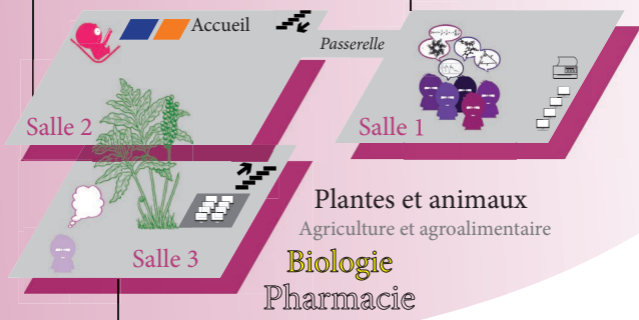 Accueil
Passerelle
Salle 2
Salle 1
Salle 3
Plantes et animaux
Agriculture et agroalimentaire
Biologie
Pharmacie